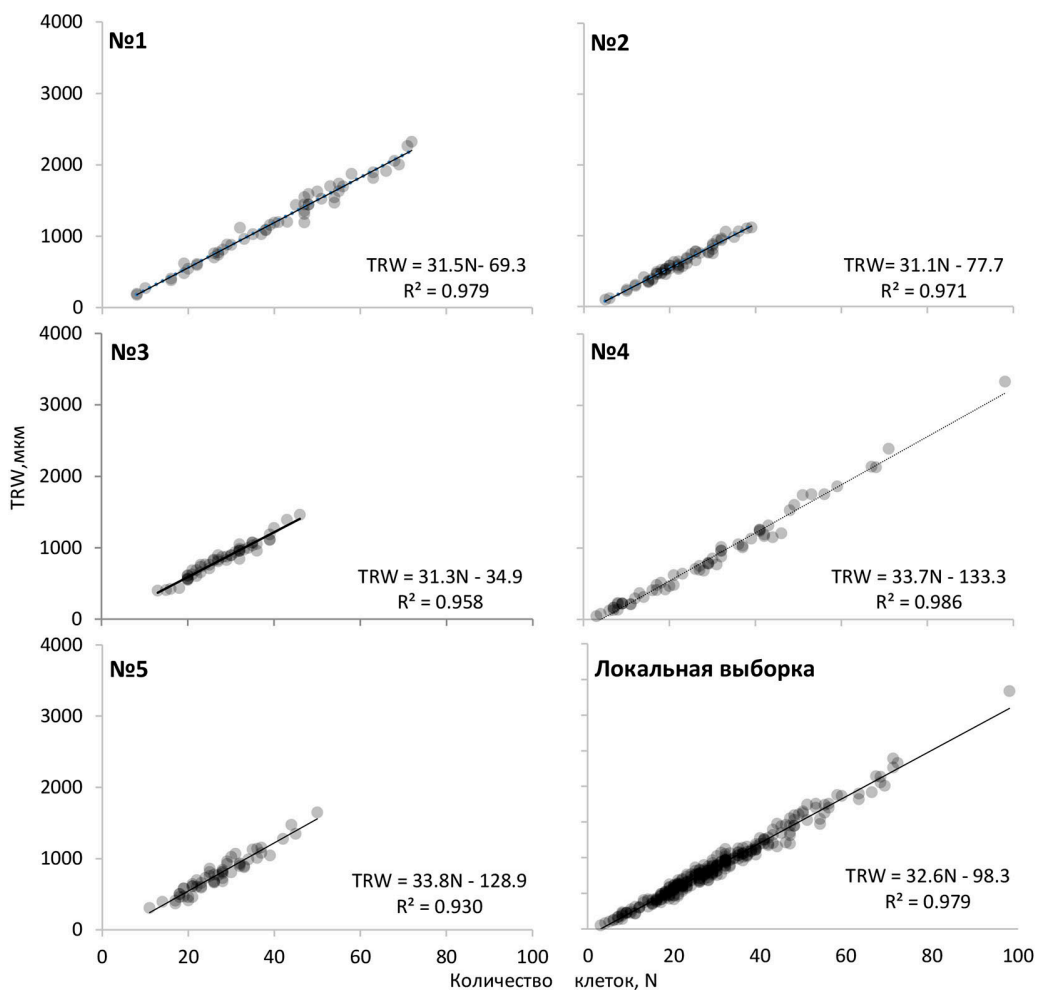 4000
3000
2000
1000
0
№1
TRW = 31.5N- 69.3
R² = 0.979
№2
TRW= 31.1N - 77.7
R² = 0.971
TRW,мкм
4000
3000
2000
1000
0
№3
TRW = 31.3N - 34.9
R² = 0.958
№4
TRW = 33.7N - 133.3
R² = 0.986
4000
3000
2000
1000
0
№5
TRW = 33.8N - 128.9
R² = 0.930
Локальная выборка
TRW = 32.6N - 98.3
R² = 0.979
0 20 40 60 80 100
0 20 40 60 80 100
Количество клеток, N